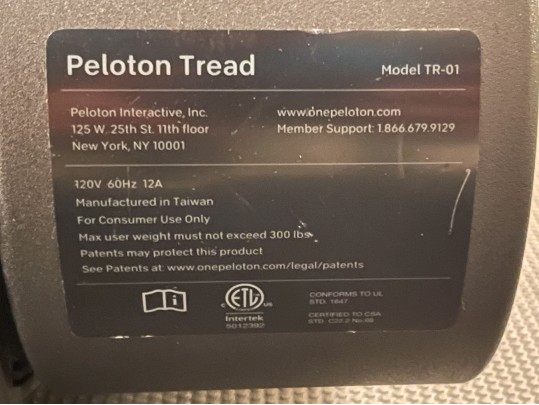 Peloton Tread
Model TR-01
Peloton Interactive, Inc.
125 W. 25th St. 11th floor
New York, NY 10001
www.onepeloton.com
Member Support: 1.866.679.9129
120V 60Hz 12A
Manufactured in Taiwan
For Consumer Use Only
Max user weight must not exceed 300 lbs.
Patents may protect this product
See Patents at: www.onepeloton.com/legal/patents
i
C ETL US
Intertek
5012392
CONFORMS TO UL
STD. 1647
CERTIFIED TO CSA
STD. C22.2 No.68